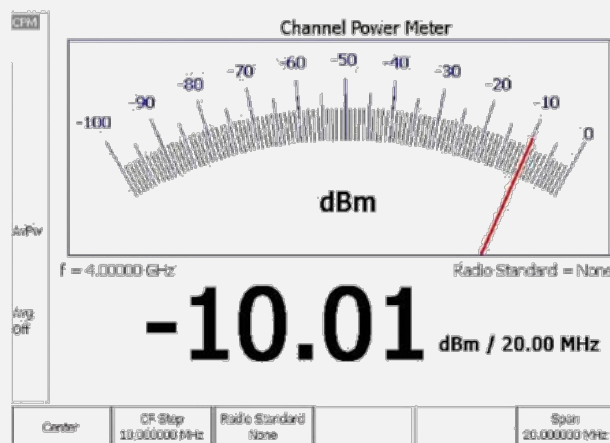 CPM
Channel Power Meter
-100 -90 -80 -70 -60 -50 -40 -30 -20 -10 0
dBm
AvPwr
f = 4.00000 GHz
Radio Standard = None
Avg
Off
-10.01 dBm / 20.00 MHz
Center
CF Step
10.000000 MHz
Radio Standard
None
Span
20.000000 MHz